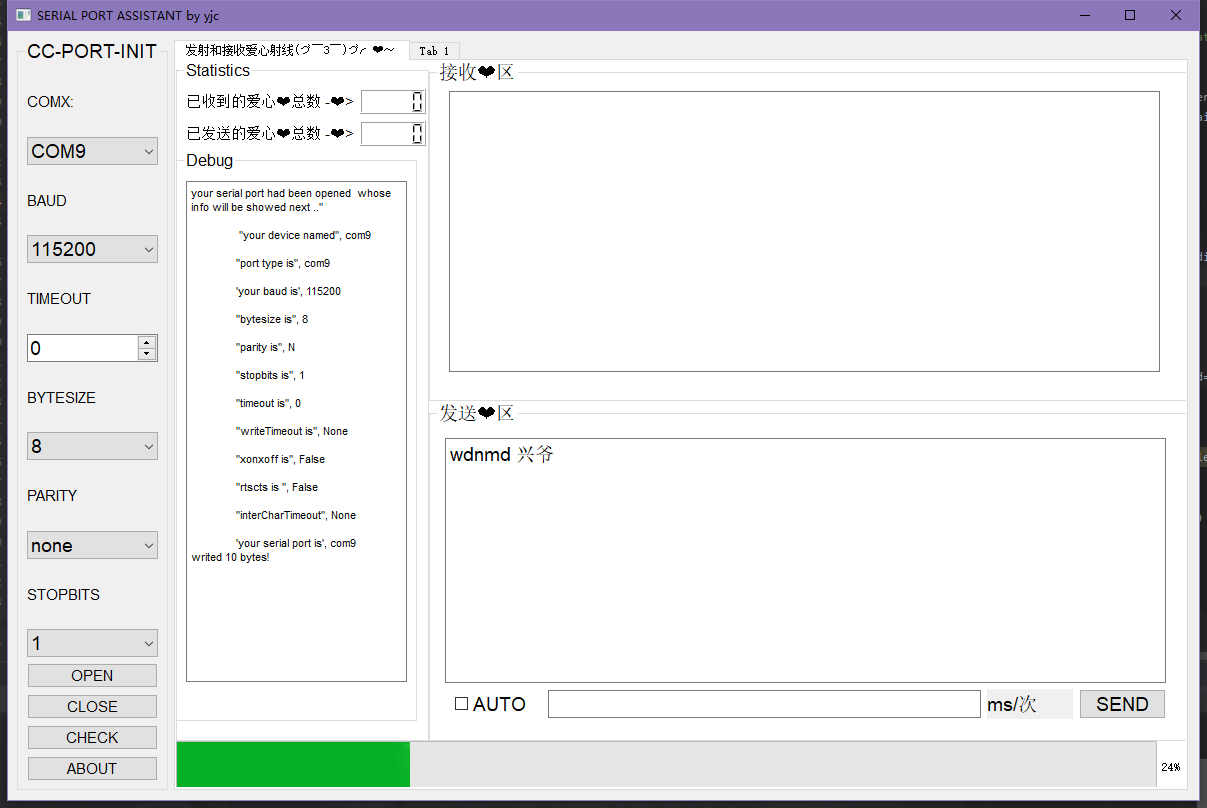 SERIAL PORT ASSISTANT by yjc
CC-PORT-INIT
COMX:
COM9
BAUD
115200
TIMEOUT
0
BYTESIZE
8
PARITY
none
STOPBITS
1
OPEN
CLOSE
CHECK
ABOUT
发射和接收爱心射线(づ ̄3 ̄)づ╭❤~
Tab 1
Statistics
已收到的爱心❤总数 -❤> 0
已发送的爱心❤总数 -❤> 0
Debug
your serial port had been opened  whose
info will be showed next .."
"your device named", com9
"port type is", com9
'your baud is', 115200
"bytesize is", 8
"parity is", N
"stopbits is", 1
"timeout is", 0
"writeTimeout is", None
"xonxoff is", False
"rtscts is ", False
"interCharTimeout", None
'your serial port is', com9
writed 10 bytes!
接收❤区
发送❤区
wdnmd 兴爷
AUTO
ms/次
SEND
24%